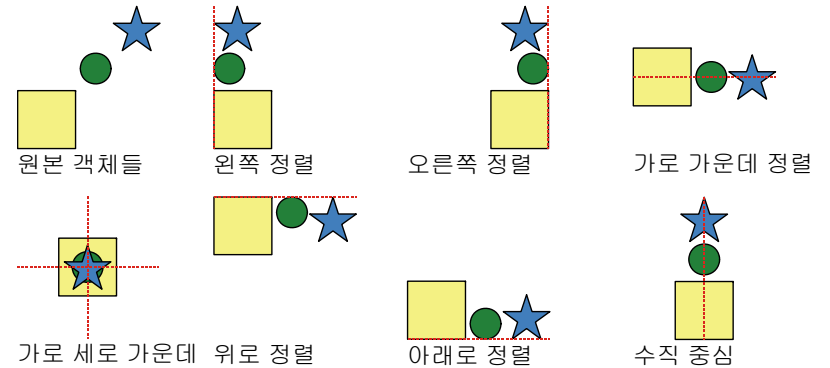 원본 객체들
왼쪽 정렬
오른쪽 정렬
가로 가운데 정렬
가로 세로 가운데
위로 정렬
아래로 정렬
수직 중심